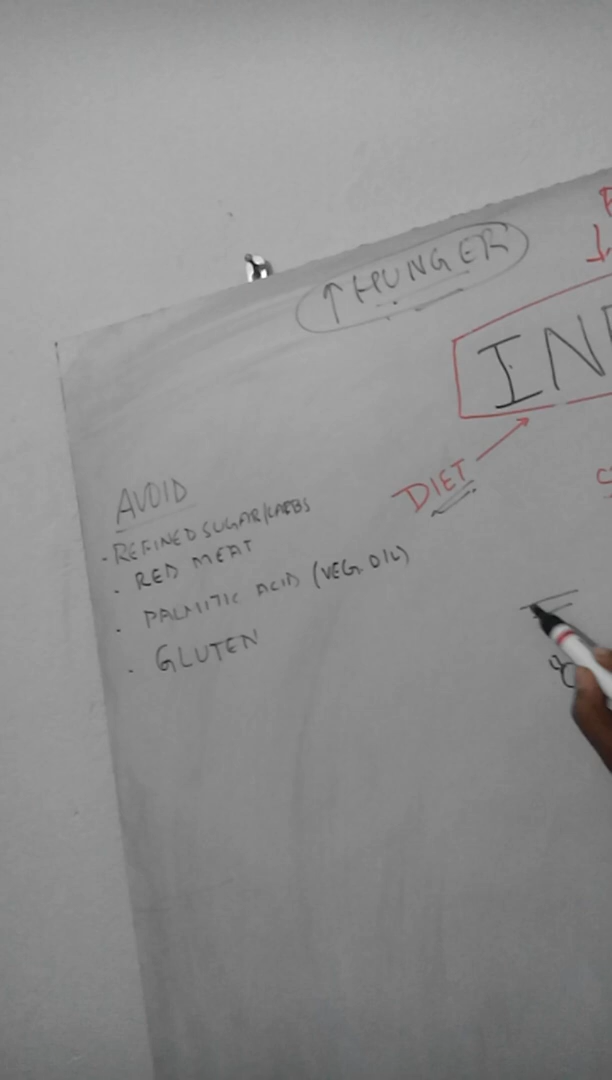 ↑ HUNGER
IN
DIET
AVOID
· REFINED SUGAR/CARBS
· RED MEAT
· PALMITIC ACID (VEG. OIL)
· GLUTEN